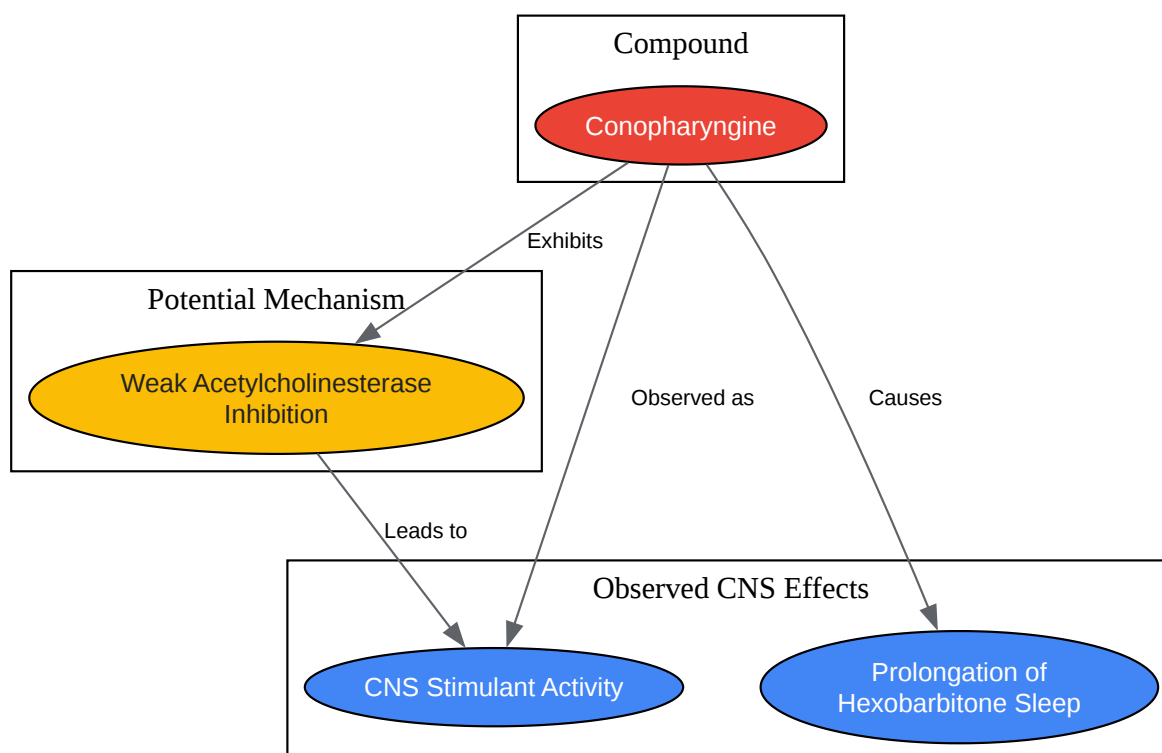 Compound
Conopharyngine
Exhibits
Potential Mechanism
Weak Acetylcholinesterase
Inhibition
Observed as
Causes
Leads to
Observed CNS Effects
CNS Stimulant Activity
Prolongation of
Hexobarbitone Sleep